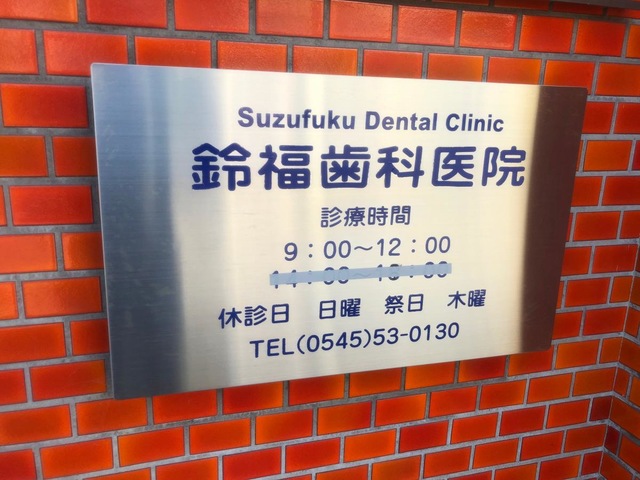 Suzufuku Dental Clinic
鈴福歯科医院
診療時間
9：00～12：00
休診日 日曜 祭日 木曜
TEL(0545)53-0130